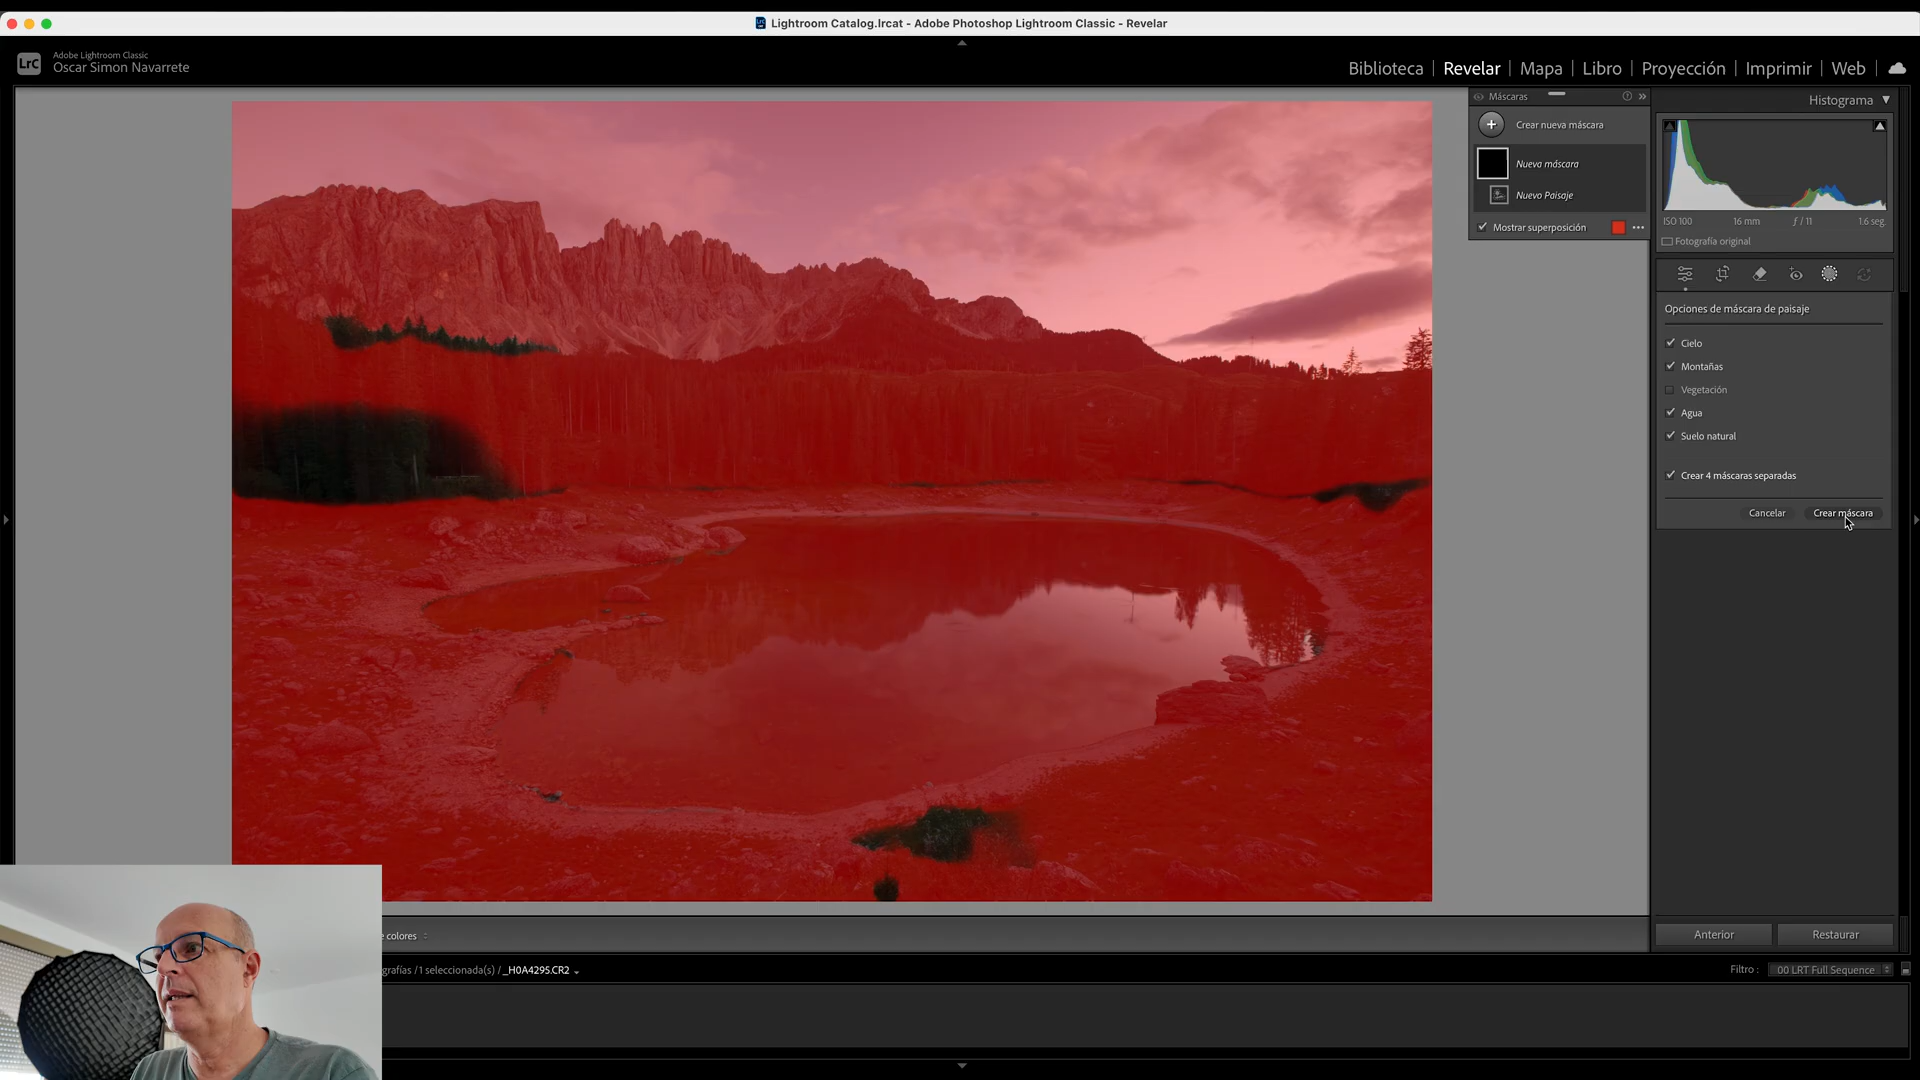 Lightroom Catalog.lrcat - Adobe Photoshop Lightroom Classic - Revelar
LrC
Adobe Lightroom Classic
Oscar Simon Navarrete
Biblioteca | Revelar | Mapa | Libro | Proyección | Imprimir | Web |
Máscaras
Crear nueva máscara
Nueva máscara
Nuevo Paisaje
Mostrar superposición
Histograma
ISO 100 16 mm ƒ / 11 1.6 seg.
Fotografía original
Opciones de máscara de paisaje
Cielo
Montañas
Vegetación
Agua
Suelo natural
Crear 4 máscaras separadas
Cancelar Crear máscara
e colores
Anterior Restaurar
grafías /1 seleccionada(s) /_H0A4295.CR2
Filtro : 00 LRT Full Sequence